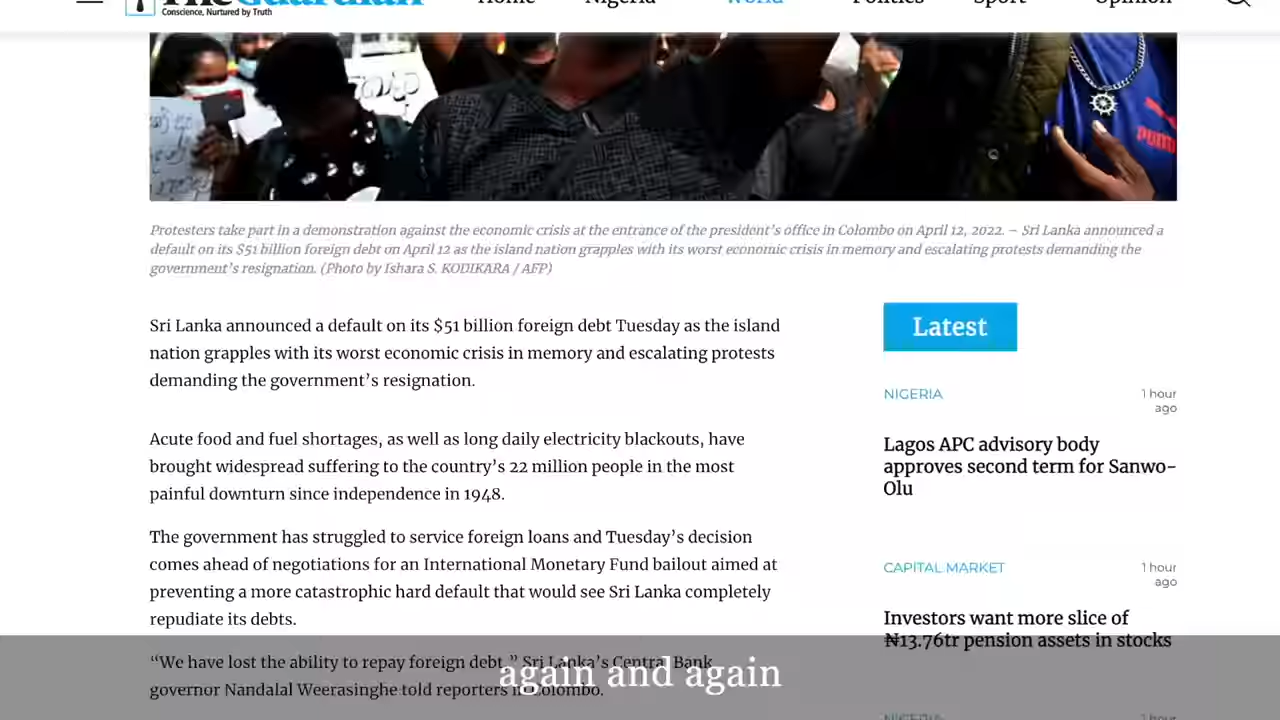 The Guardian
Conscience, Nurtured by Truth
Home Nigeria World Politics Sport Opinion
PUMA
Protesters take part in a demonstration against the economic crisis at the entrance of the president's office in Colombo on April 12, 2022. – Sri Lanka announced a
default on its $51 billion foreign debt on April 12 as the island nation grapples with its worst economic crisis in memory and escalating protests demanding the
government's resignation. (Photo by Ishara S. KODIKARA / AFP)
Sri Lanka announced a default on its $51 billion foreign debt Tuesday as the island
nation grapples with its worst economic crisis in memory and escalating protests
demanding the government's resignation.
Acute food and fuel shortages, as well as long daily electricity blackouts, have
brought widespread suffering to the country's 22 million people in the most
painful downturn since independence in 1948.
The government has struggled to service foreign loans and Tuesday's decision
comes ahead of negotiations for an International Monetary Fund bailout aimed at
preventing a more catastrophic hard default that would see Sri Lanka completely
repudiate its debts.
“We have lost the ability to repay foreign debt,” Sri Lanka's Central Bank
governor Nandalal Weerasinghe told reporters in Colombo.
Latest
NIGERIA
1 hour
ago
Lagos APC advisory body
approves second term for Sanwo-
Olu
CAPITAL MARKET
1 hour
ago
Investors want more slice of
₦13.76tr pension assets in stocks
NIGERIA
1 hour
again and again